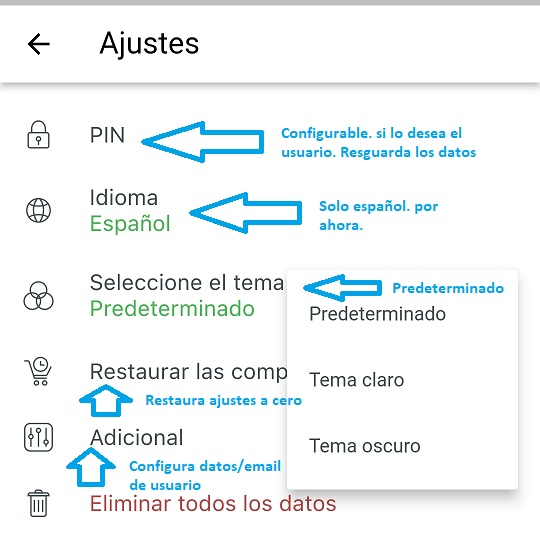 Ajustes
PIN
Configurable. si lo desea el
usuario. Resguarda los datos
Idioma
Español
Solo español. por
ahora.
Seleccione el tema
Predeterminado
Predeterminado
Predeterminado
Tema claro
Tema oscuro
Restaurar las comp
Restaura ajustes a cero
Adicional
Configura datos/email
de usuario
Eliminar todos los datos